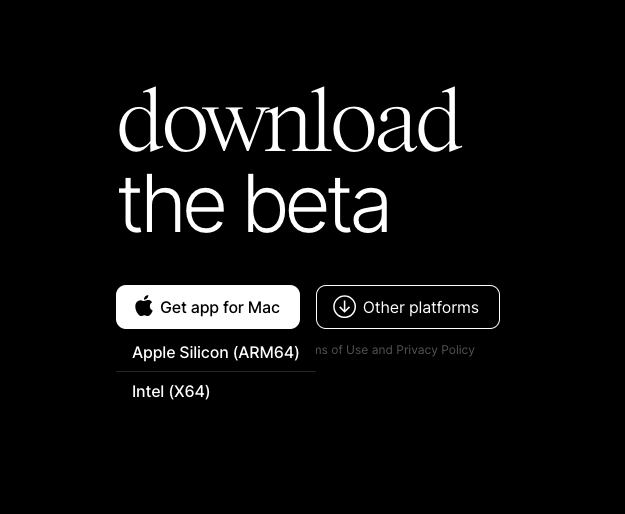 download
the beta
Get app for Mac
Other platforms
Apple Silicon (ARM64)
of Use and Privacy Policy
Intel (X64)